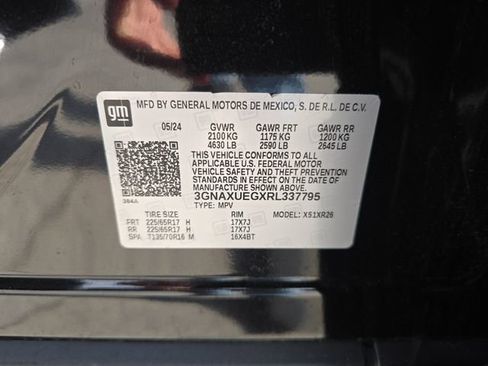 gm
MFD BY GENERAL MOTORS DE MEXICO, S. DE R.L. DE C.V.
05/24 GVWR GAWR FRT GAWR RR
2100 KG 1175 KG 1200 KG
4630 LB 2590 LB 2645 LB
THIS VEHICLE CONFORMS TO ALL
APPLICABLE U.S. FEDERAL MOTOR
VEHICLE SAFETY AND THEFT
PREVENTION STANDARDS IN EFFECT
ON THE DATE OF MANUFACTURE
SHOWN ABOVE.
3GNAXUEGXRL337795
TYPE: MPV MODEL: X51XR26
TIRE SIZE RIM
FRT 225/65R17 H 17X7J
RR 225/65R17 H 17X7J
SPA T135/70R16 M 16X4BT